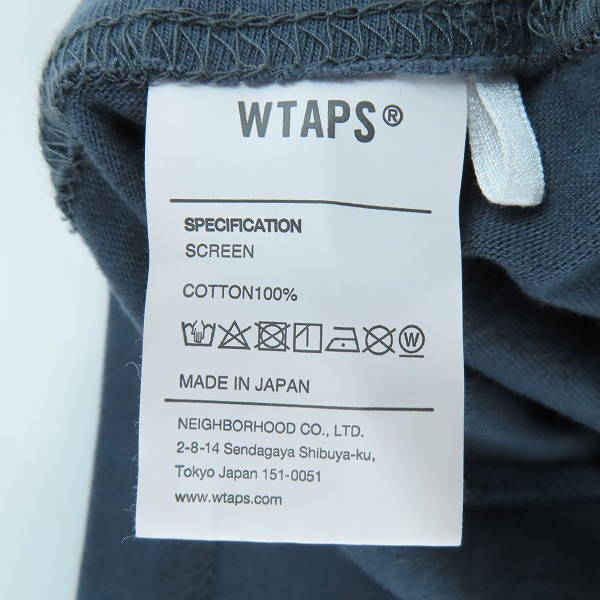 WTAPS®
SPECIFICATION
SCREEN
COTTON100%
W
MADE IN JAPAN
NEIGHBORHOOD CO., LTD.
2-8-14 Sendagaya Shibuya-ku,
Tokyo Japan 151-0051
www.wtaps.com